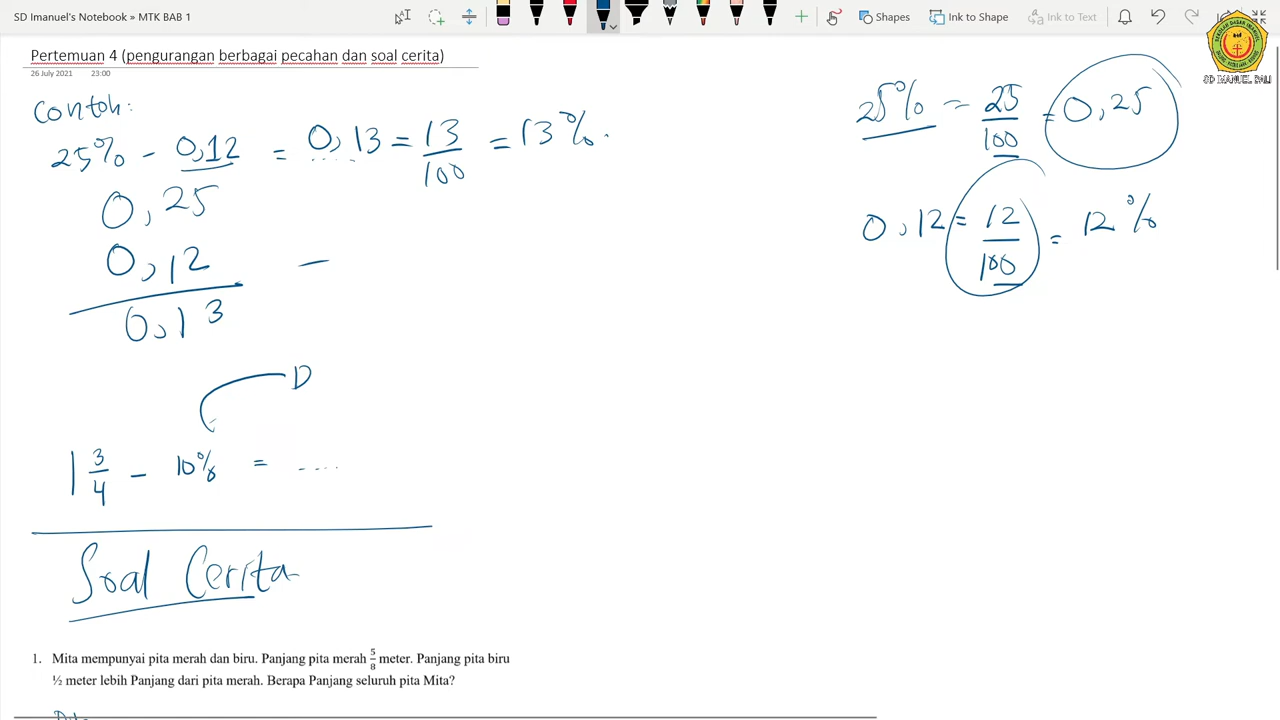 SD Imanuel's Notebook » MTK BAB 1
Shapes
Ink to Shape
Ink to Text
Pertemuan 4 (pengurangan berbagai pecahan dan soal cerita)
26 July 2021 23:00
SD IMANUEL BALI
Contoh:
25% - 0,12 = 0,13 = 13/100 = 13%.
0,25
0,12 -
0,13
25% = 25/100 = 0,25
0,12 = 12/100 = 12%
D
1 3/4 - 10% = ....
Soal Cerita
1. Mita mempunyai pita merah dan biru. Panjang pita merah 5/8 meter. Panjang pita biru
½ meter lebih Panjang dari pita merah. Berapa Panjang seluruh pita Mita?